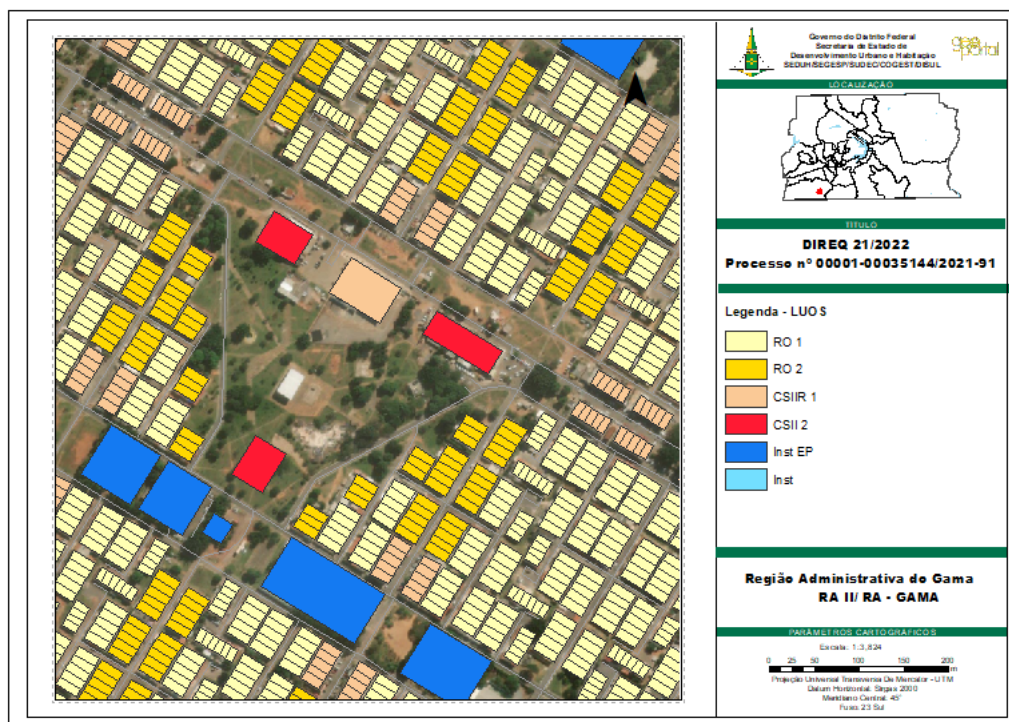 Governo do Distrito Federal
Secretaria de Estado de
Desenvolvimento Urbano e Habitação
SEDUH/SEGESP/SUDEC/COGEST/DISUL
geo
portal
LOCALIZAÇÃO
TÍTULO
DIREQ 21/2022
Processo nº 00001-00035144/2021-91
Legenda - LUOS
RO 1
RO 2
CSIIR 1
CSII 2
Inst EP
Inst
Região Administrativa do Gama
RA II/ RA - GAMA
PARÂMETROS CARTOGRÁFICOS
Escala: 1:3,824
0 25 50 100 150 200
m
Projeção Universal Transversa De Mercator - UTM
Datum Horizontal: Sirgas 2000
Meridiano Central: 45°
Fuso: 23 Sul